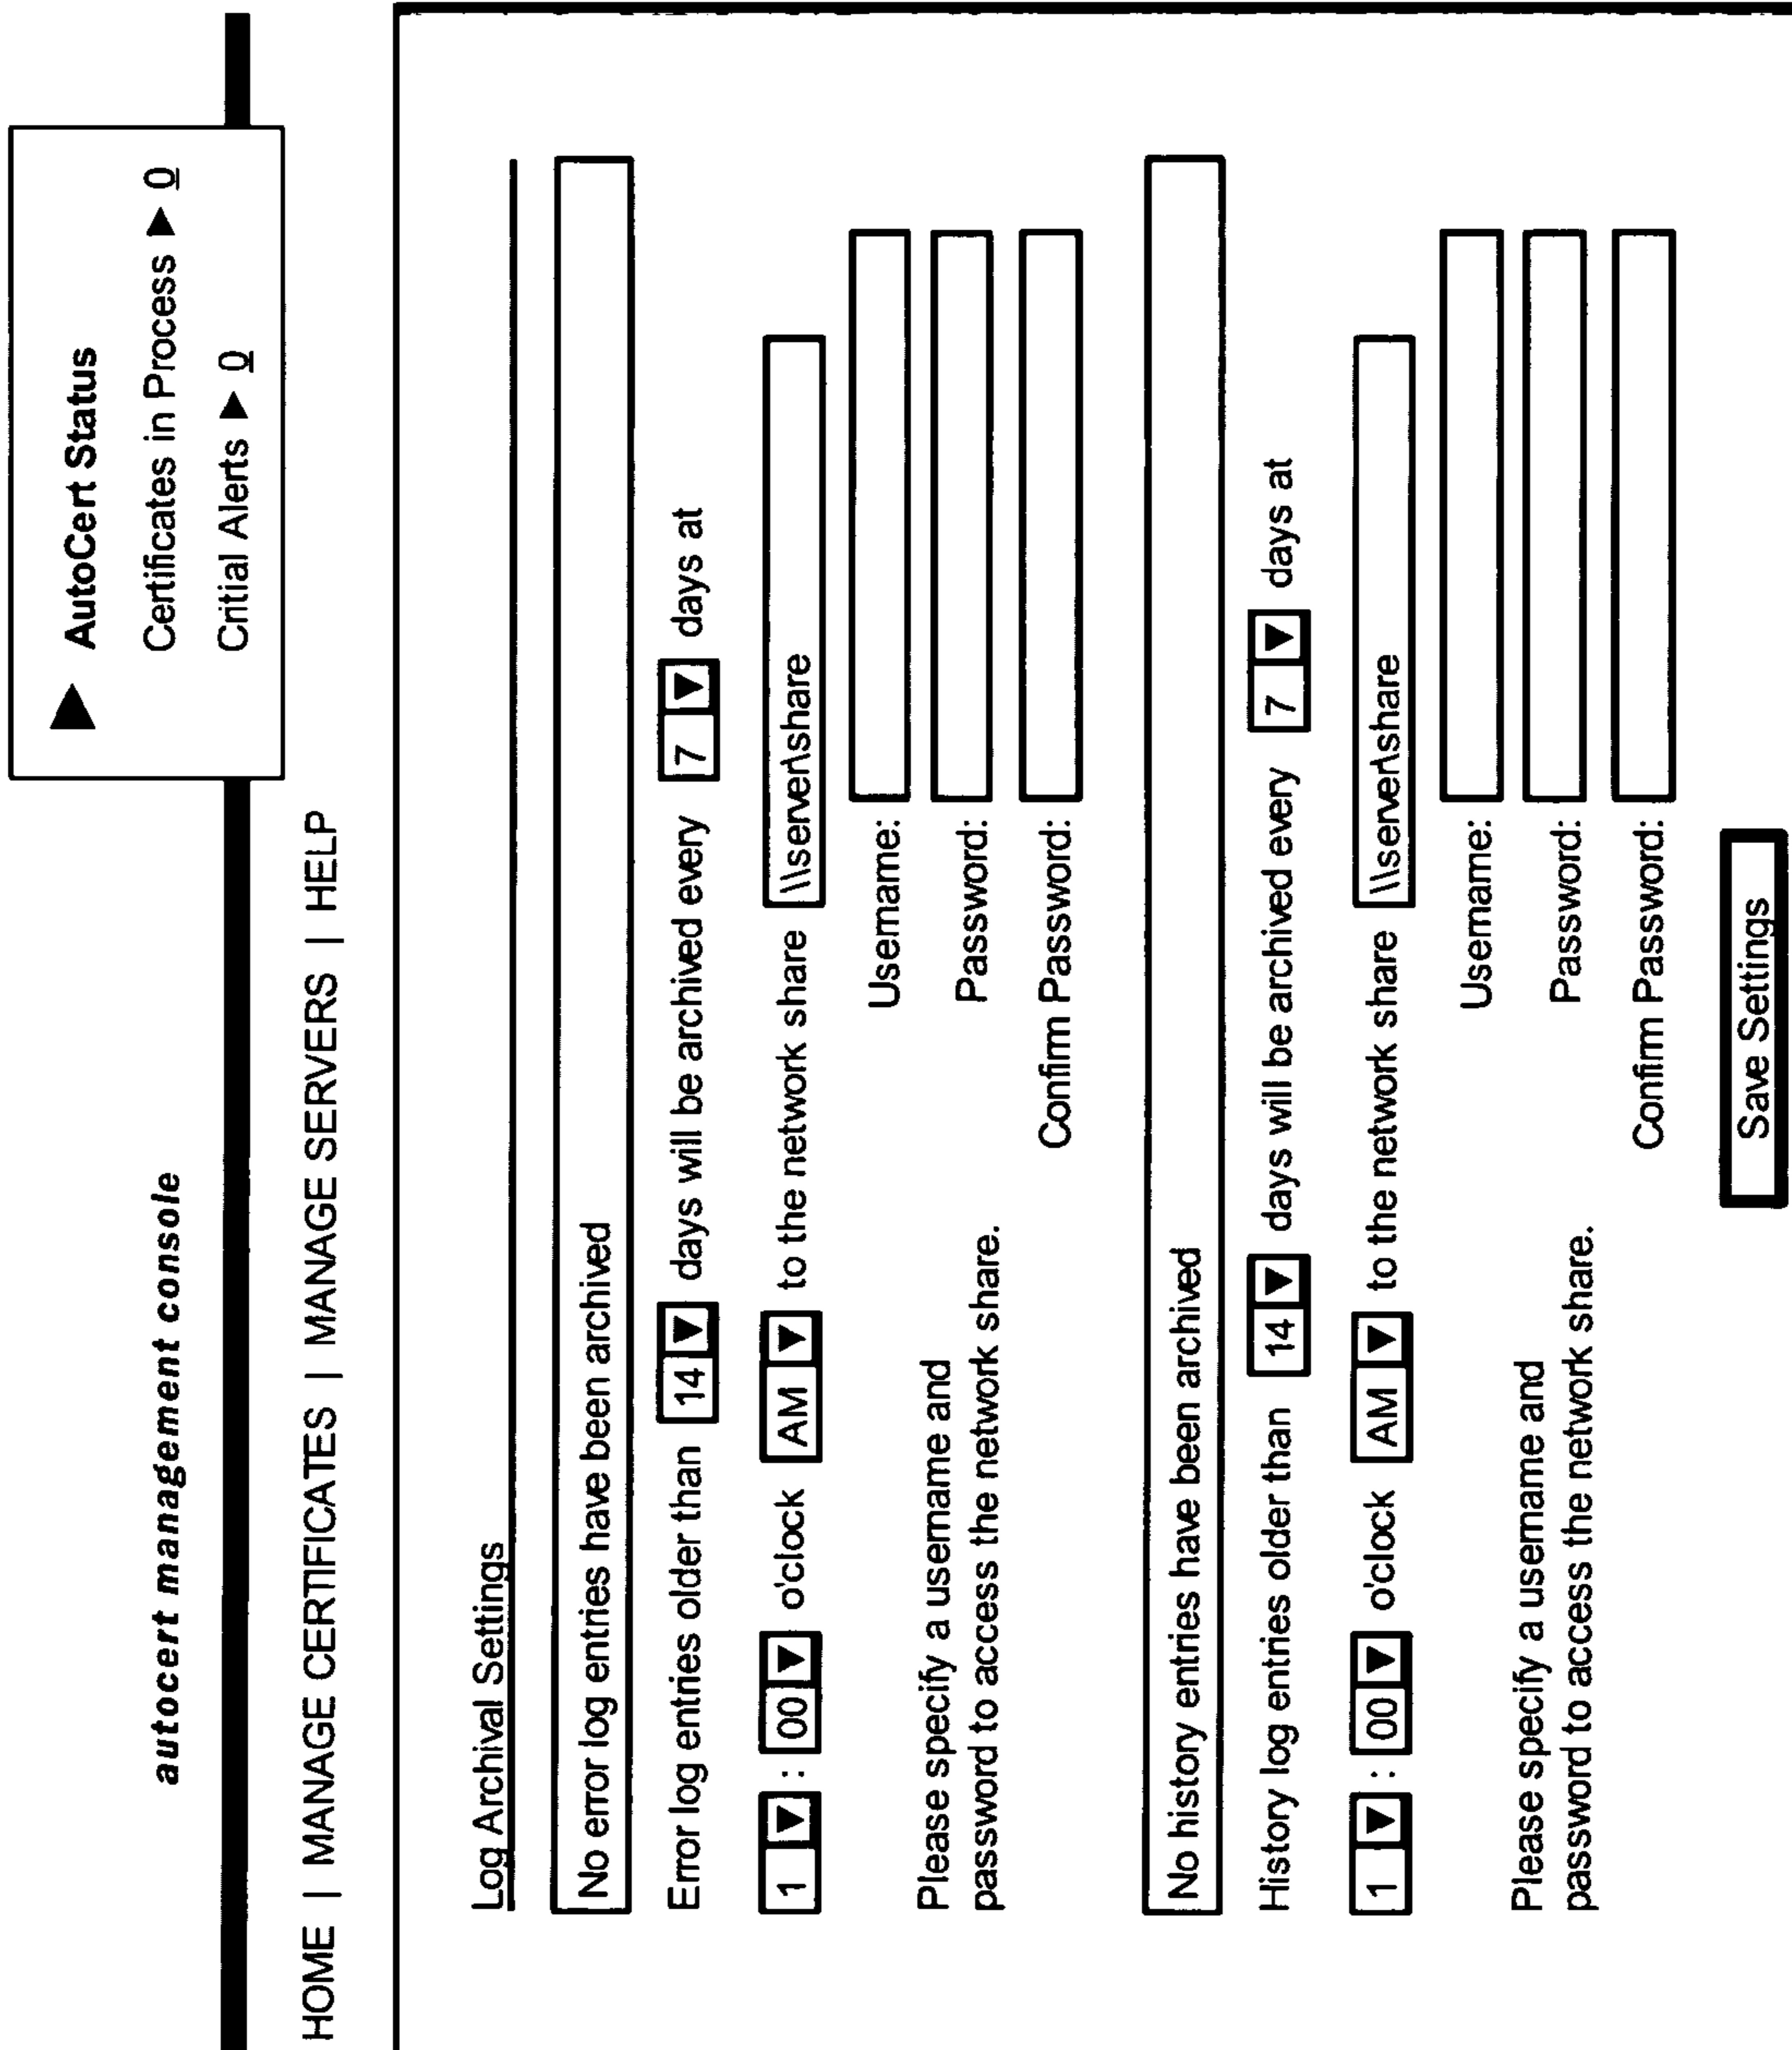 autocert management console
AutoCert Status
Certificates in Process ▶ 0
Critial Alerts ▶ 0
HOME | MANAGE CERTIFICATES | MANAGE SERVERS | HELP
Log Archival Settings
No error log entries have been archived
Error log entries older than 14 ▼ days will be archived every 7 ▼ days at
1 ▼ : 00 ▼ o'clock AM ▼ to the network share \\server\share
Please specify a username and
password to access the network share.
Username:
Password:
Confirm Password:
No history entries have been archived
History log entries older than 14 ▼ days will be archived every 7 ▼ days at
1 ▼ : 00 ▼ o'clock AM ▼ to the network share \\server\share
Please specify a username and
password to access the network share.
Username:
Password:
Confirm Password:
Save Settings